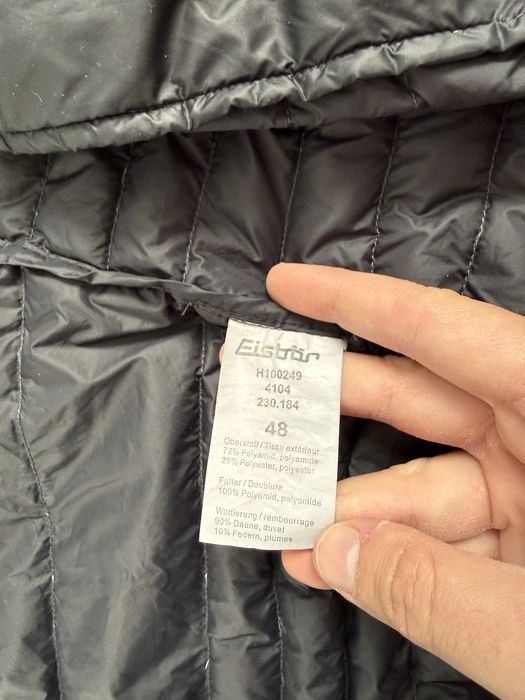 Eisbär
H100249
4104
230.184
48
Oberstoff / Tissu extérieur
72% Polyamid, polyamide
28% Polyester, polyester
Futter / Doublure
100% Polyamid, polyamide
Wattierung / rembourrage
90% Daune, duvet
10% Federn, plumes